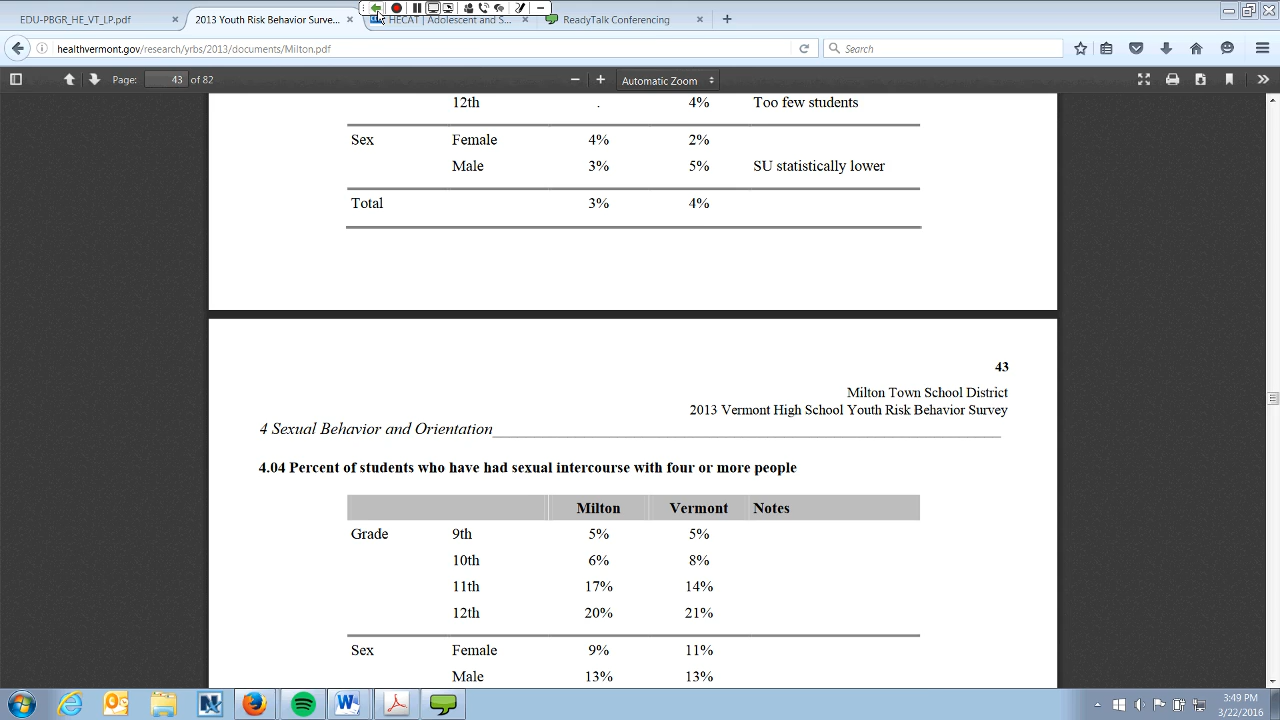 EDU-PBGR_HE_VT_LP.pdf
2013 Youth Risk Behavior Surve...
HECAT | Adolescent and S...
ReadyTalk Conferencing
healthvermont.gov/research/yrbs/2013/documents/Milton.pdf
Search
Page: 43 of 82
Automatic Zoom
12th . 4% Too few students
Sex Female 4% 2%
Male 3% 5% SU statistically lower
Total 3% 4%
43
Milton Town School District
2013 Vermont High School Youth Risk Behavior Survey
4 Sexual Behavior and Orientation
4.04 Percent of students who have had sexual intercourse with four or more people
Milton Vermont Notes
Grade 9th 5% 5%
10th 6% 8%
11th 17% 14%
12th 20% 21%
Sex Female 9% 11%
Male 13% 13%
3:49 PM
3/22/2016